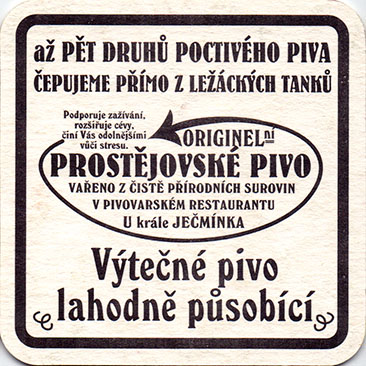 až PĚT DRUHŮ POCTIVÉHO PIVA
ČEPUJEME PŘÍMO Z LEŽÁCKÝCH TANKŮ
Podporuje zažívání,
rozšiřuje cévy,
činí Vás odolnějšími
vůči stresu.
ORIGINELní
PROSTĚJOVSKÉ PIVO
VAŘENO Z ČISTĚ PŘÍRODNÍCH SUROVIN
V PIVOVARSKÉM RESTAURANTU
U krále JEČMÍNKA
Výtečné pivo
lahodně působící